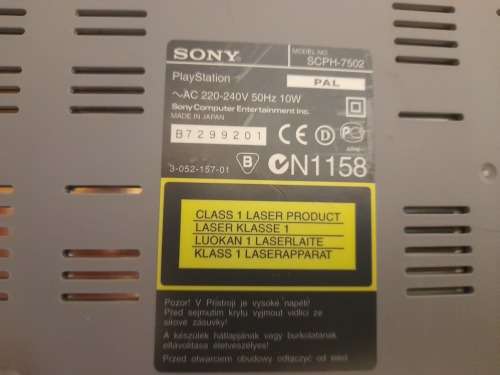 SONY
MODEL NO.
SCPH-7502
PlayStation
PAL
~AC 220-240V 50Hz 10W
Sony Computer Entertainment Inc.
MADE IN JAPAN
B7299201
CE D
3-052-157-01
B
N1158
CLASS 1 LASER PRODUCT
LASER KLASSE 1
LUOKAN 1 LASERLAITE
KLASS 1 LASERAPPARAT
Pozor! V Přístroji je vysoké napětí!
Před sejmutím krytu vyjmout vidlici ze
síťové zásuvky!
A készülék hátlapjának vagy burkolatának
eltávolítása életveszélyes!
Przed otwarciem obudowy odłączyć od sieci